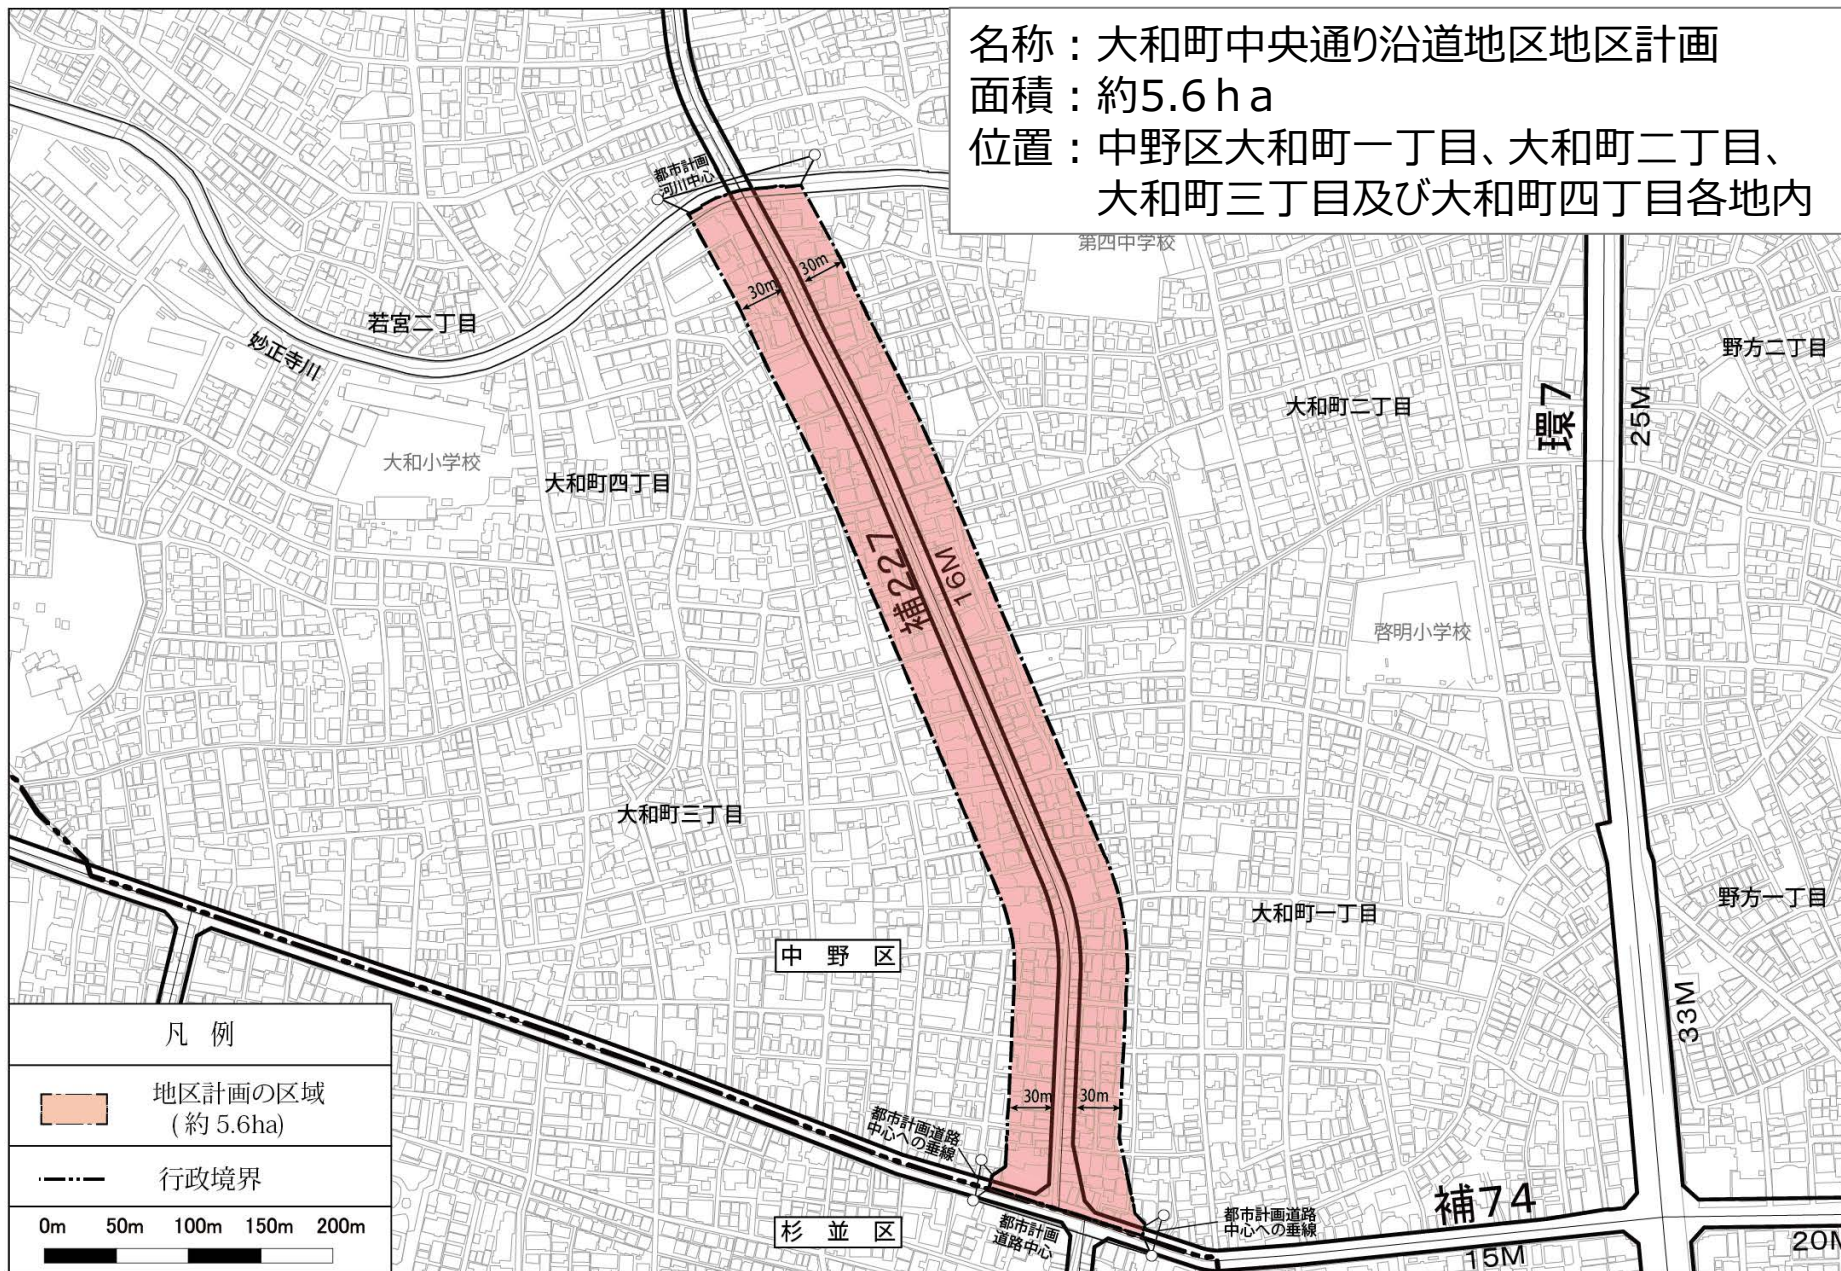 名称：大和町中央通り沿道地区地区計画
面積：約5.6ｈａ
位置：中野区大和町一丁目、大和町二丁目、
大和町三丁目及び大和町四丁目各地内
都市計画
河川中心
第四中学校
30m
30m
若宮二丁目
妙正寺川
野方二丁目
環7
25M
大和町二丁目
大和小学校
大和町四丁目
補227
16M
啓明小学校
大和町三丁目
野方一丁目
大和町一丁目
中 野 区
33M
凡 例
地区計画の区域
(約 5.6ha)
行政境界
0m 50m 100m 150m 200m
30m
30m
都市計画道路
中心への垂線
杉 並 区
都市計画
道路中心
都市計画道路
中心への垂線
補74
15M
20M